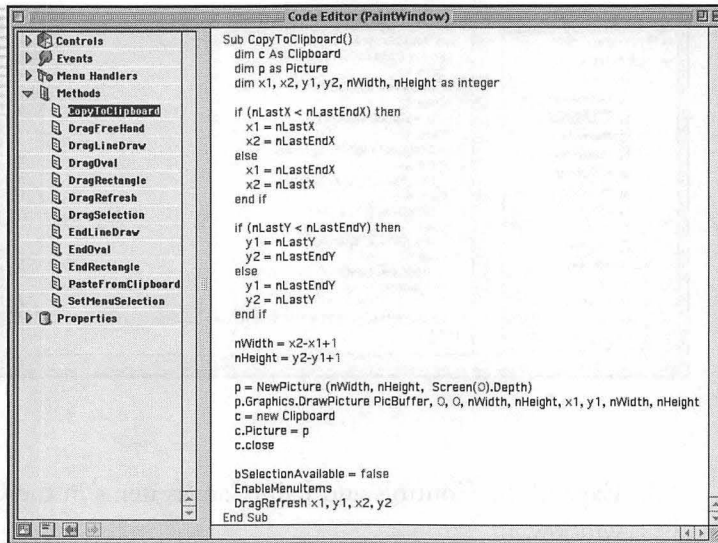 Code Editor (PaintWindow)
Controls
Events
Menu Handlers
Methods
CopyToClipboard
DragFreeHand
DragLineDraw
DragOval
DragRectangle
DragRefresh
DragSelection
EndLineDraw
EndOval
EndRectangle
PasteFromClipboard
SetMenuSelection
Properties
Sub CopyToClipboard()
dim c As Clipboard
dim p as Picture
dim x1, x2, y1, y2, nWidth, nHeight as integer
if (nLastX < nLastEndX) then
x1 = nLastX
x2 = nLastEndX
else
x1 = nLastEndX
x2 = nLastX
end if
if (nLastY < nLastEndY) then
y1 = nLastY
y2 = nLastEndY
else
y1 = nLastEndY
y2 = nLastY
end if
nWidth = x2-x1+1
nHeight = y2-y1+1
p = NewPicture (nWidth, nHeight, Screen(0).Depth)
p.Graphics.DrawPicture PicBuffer, 0, 0, nWidth, nHeight, x1, y1, nWidth, nHeight
c = new Clipboard
c.Picture = p
c.close
bSelectionAvailable = false
EnableMenuItems
DragRefresh x1, y1, x2, y2
End Sub